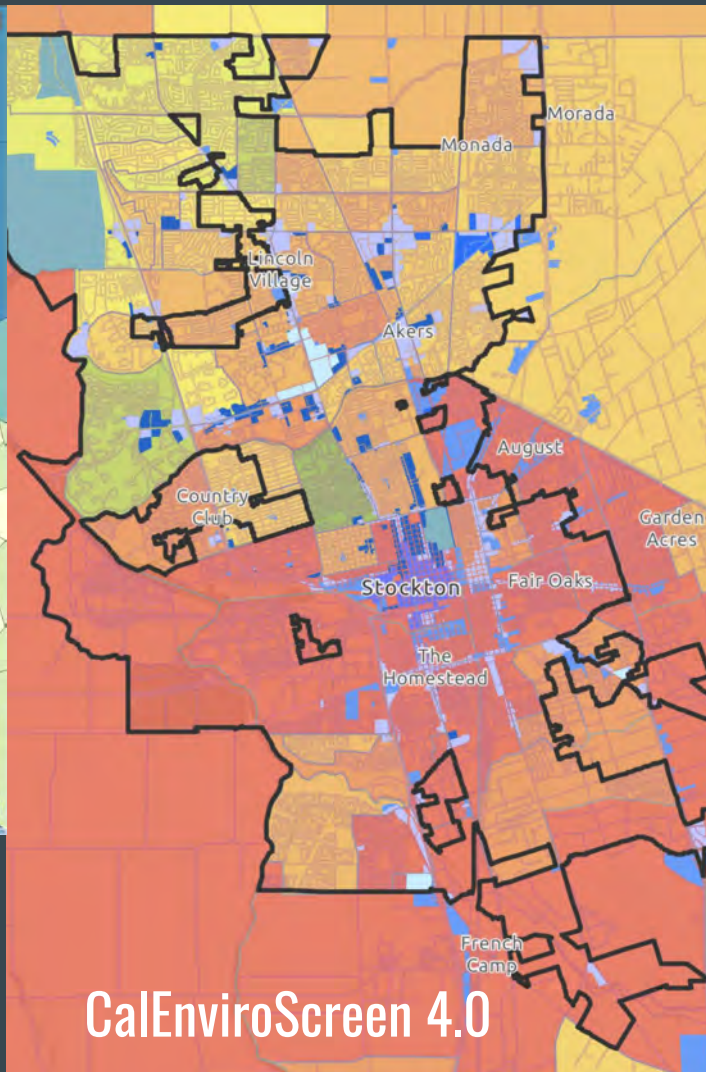 Morada
Monada
Lincoln
Village
Akers
August
Country
Club
Garden
Acres
Stockton
Fair Oaks
The
Homestead
French
Camp
CalEnviroScreen 4.0